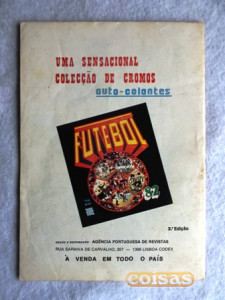 UMA SENSACIONAL
COLECÇÃO DE CROMOS
auto-colantes
FUTEBOL
82
2.ª Edição
AGÊNCIA PORTUGUESA DE REVISTAS
RUA SARAIVA DE CARVALHO, 207 — 1300 LISBOA CODEX
À VENDA EM TODO O PAÍS
coisas